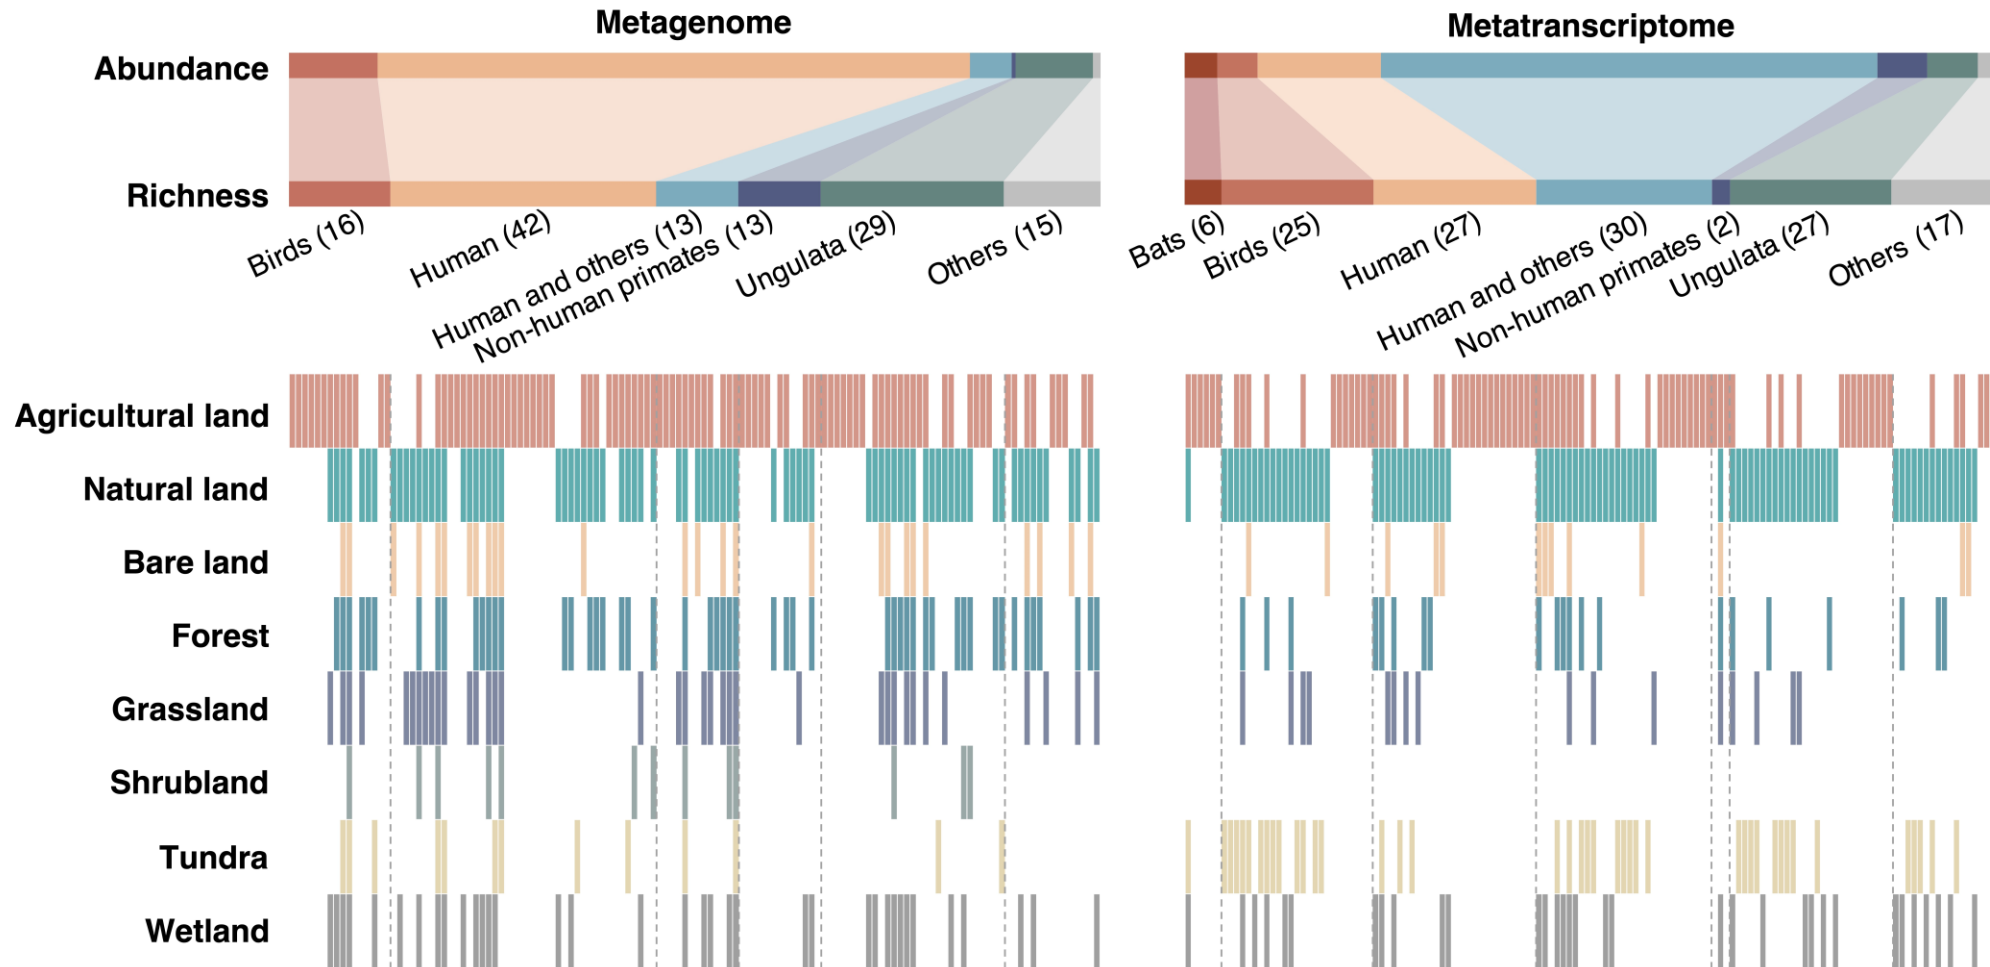 Metagenome
Metatranscriptome
Abundance
Richness
Birds (16)
Human (42)
Human and others (13)
Non-human primates (13)
Ungulata (29)
Others (15)
Bats (6)
Birds (25)
Human (27)
Human and others (30)
Non-human primates (2)
Ungulata (27)
Others (17)
Agricultural land
Natural land
Bare land
Forest
Grassland
Shrubland
Tundra
Wetland